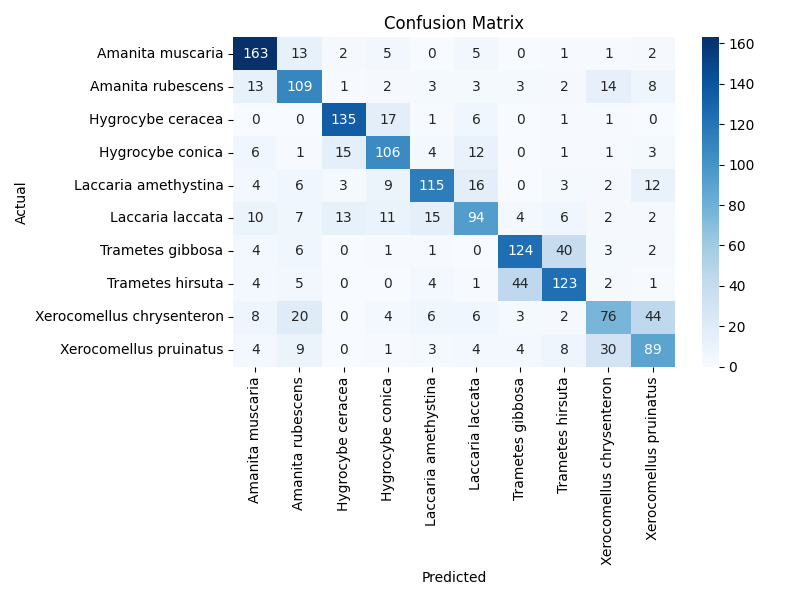 Confusion Matrix
Amanita muscaria 163 13 2 5 0 5 0 1 1 2
Amanita rubescens 13 109 1 2 3 3 3 2 14 8
Hygrocybe ceracea 0 0 135 17 1 6 0 1 1 0
Hygrocybe conica 6 1 15 106 4 12 0 1 1 3
Laccaria amethystina 4 6 3 9 115 16 0 3 2 12
Laccaria laccata 10 7 13 11 15 94 4 6 2 2
Trametes gibbosa 4 6 0 1 1 0 124 40 3 2
Trametes hirsuta 4 5 0 0 4 1 44 123 2 1
Xerocomellus chrysenteron 8 20 0 4 6 6 3 2 76 44
Xerocomellus pruinatus 4 9 0 1 3 4 4 8 30 89
Actual
Amanita muscaria
Amanita rubescens
Hygrocybe ceracea
Hygrocybe conica
Laccaria amethystina
Laccaria laccata
Trametes gibbosa
Trametes hirsuta
Xerocomellus chrysenteron
Xerocomellus pruinatus
Predicted
160
140
120
100
80
60
40
20
0